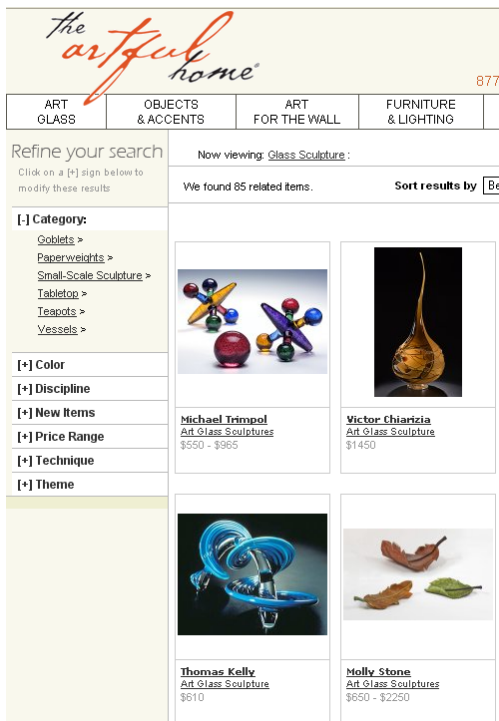 the
artful
home
877
ART
GLASS
OBJECTS
& ACCENTS
ART
FOR THE WALL
FURNITURE
& LIGHTING
Refine your search
Click on a [+] sign below to
modify these results
[-] Category:
Goblets >
Paperweights >
Small-Scale Sculpture >
Tabletop >
Teapots >
Vessels >
[+] Color
[+] Discipline
[+] New Items
[+] Price Range
[+] Technique
[+] Theme
Now viewing: Glass Sculpture :
We found 85 related items.
Sort results by Be
Michael Trimpol
Art Glass Sculptures
$550 - $965
Victor Chiarizia
Art Glass Sculptures
$1450
Thomas Kelly
Art Glass Sculpture
$610
Molly Stone
Art Glass Sculptures
$650 - $2250